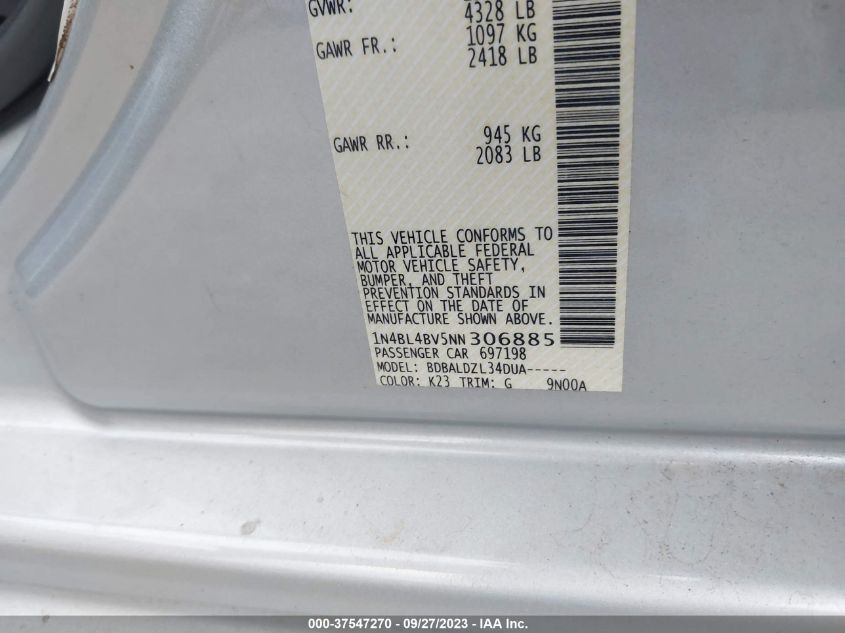 GVWR: 4328 LB
GAWR FR.: 1097 KG
2418 LB
GAWR RR.: 945 KG
2083 LB
THIS VEHICLE CONFORMS TO
ALL APPLICABLE FEDERAL
MOTOR VEHICLE SAFETY,
BUMPER, AND THEFT
PREVENTION STANDARDS IN
EFFECT ON THE DATE OF
MANUFACTURE SHOWN ABOVE.
1N4BL4BV5NN306885
PASSENGER CAR 697198
MODEL: BDBALDZL34DUA-----
COLOR: K23 TRIM: G 9N00A
000-37547270 - 09/27/2023 - IAA Inc.